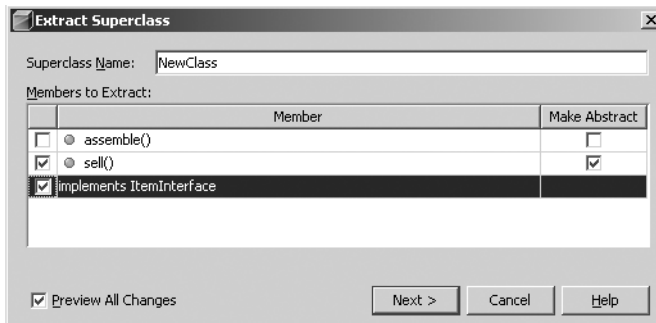 Extract Superclass
Superclass Name: NewClass
Members to Extract:
Member Make Abstract
assemble()
sell()
implements ItemInterface
Preview All Changes Next > Cancel Help